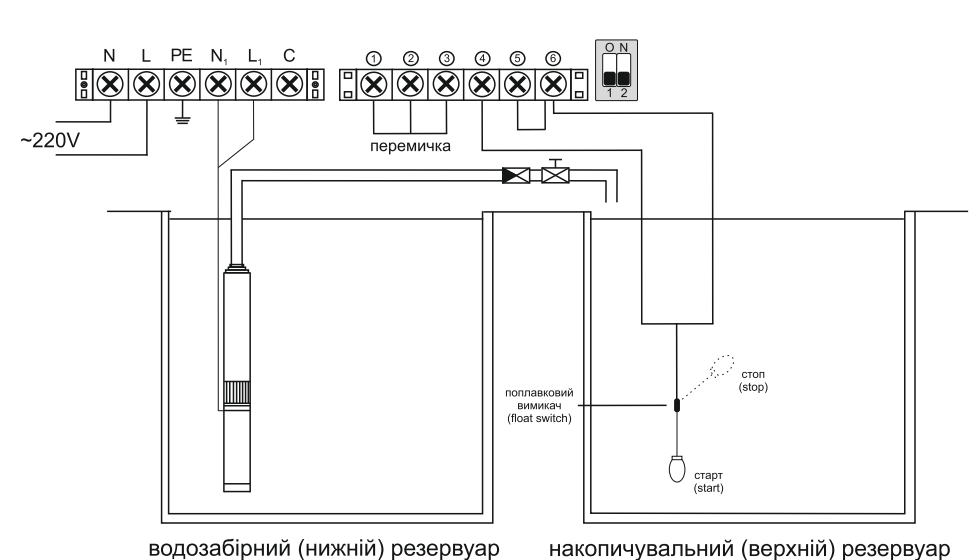 N L PE N₁ L₁ C
① ② ③ ④ ⑤ ⑥
ON
1 2
~220V
перемичка
стоп
(stop)
поплавковий
вимикач
(float switch)
старт
(start)
водозабірний (нижній) резервуар
накопичувальний (верхній) резервуар